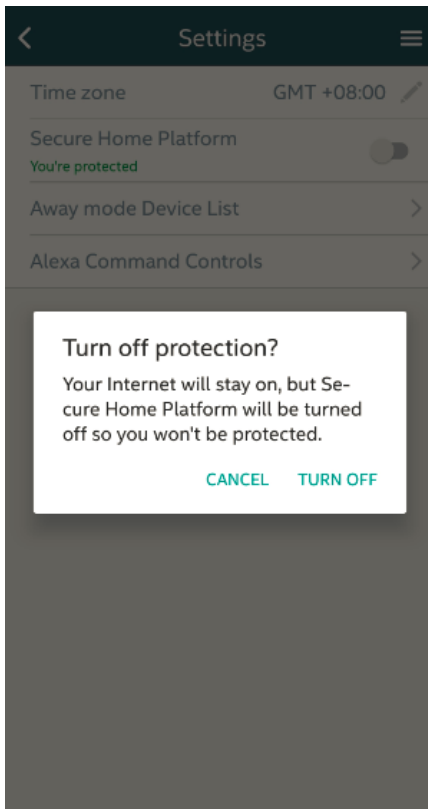 Settings
Time zone GMT +08:00
Secure Home Platform
You're protected
Away mode Device List
Alexa Command Controls
Turn off protection?
Your Internet will stay on, but Se-
cure Home Platform will be turned
off so you won't be protected.
CANCEL TURN OFF